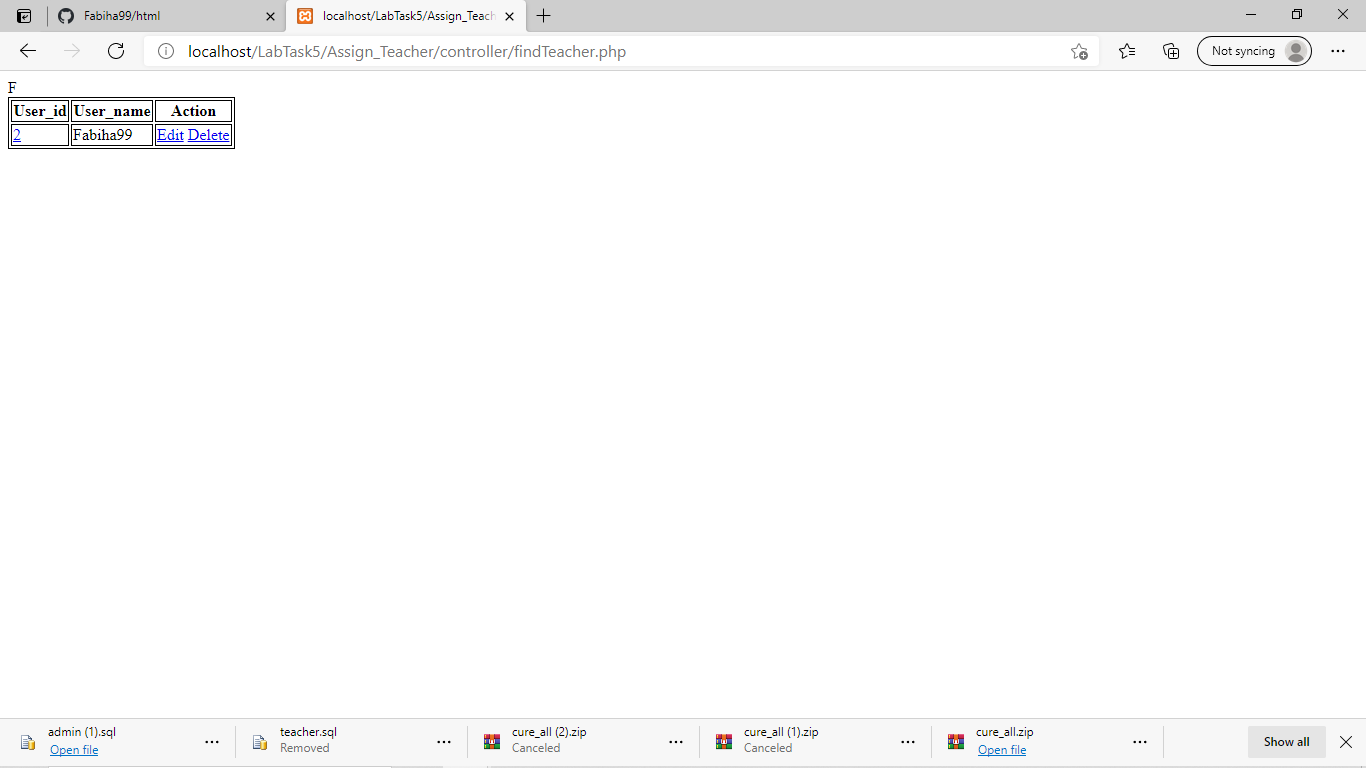 Fabiha99/html
localhost/LabTask5/Assign_Teach
Not syncing
localhost/LabTask5/Assign_Teacher/controller/findTeacher.php
F
User_id User_name Action
2 Fabiha99 Edit Delete
admin (1).sql
Open file
teacher.sql
Removed
cure_all (2).zip
Canceled
cure_all (1).zip
Canceled
cure_all.zip
Open file
Show all